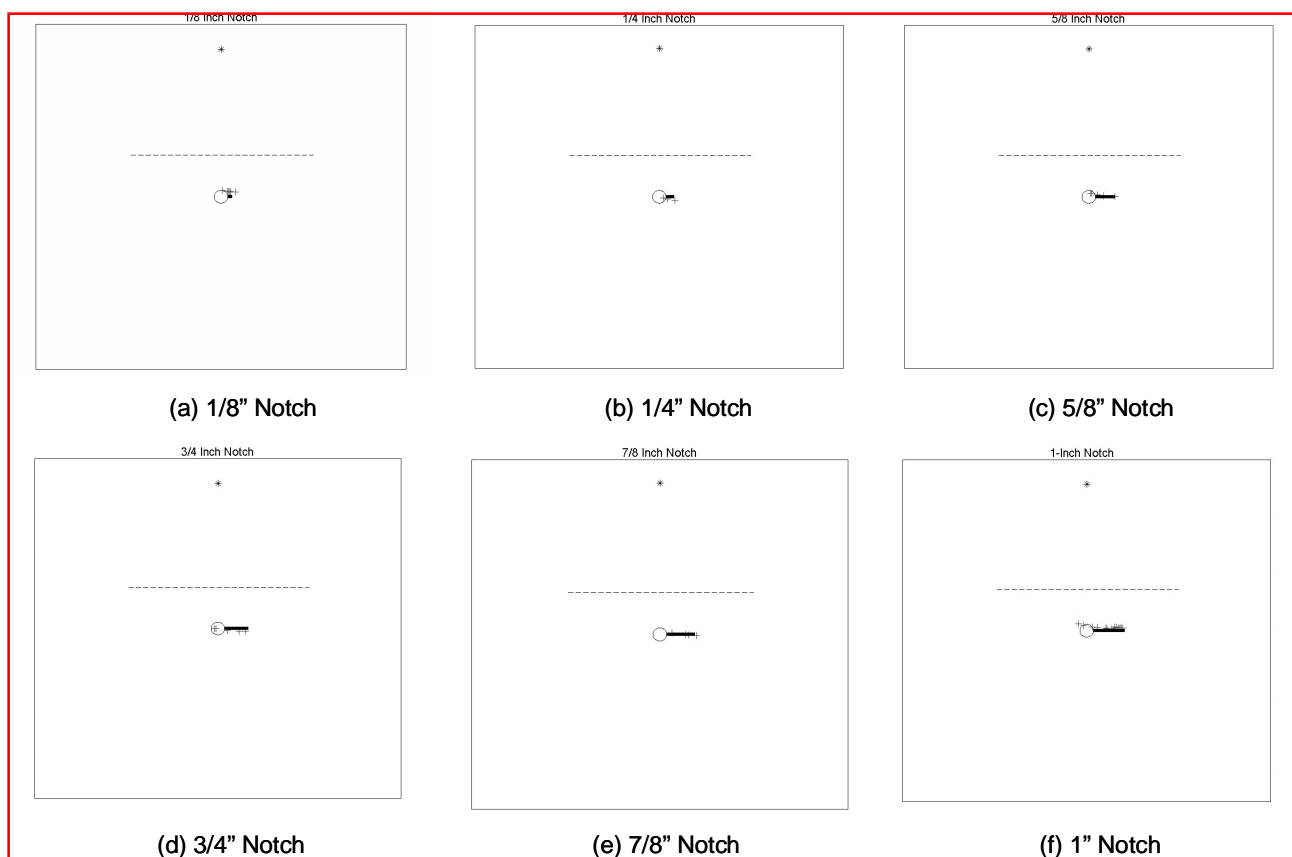 1/8 Inch Notch
1/4 Inch Notch
5/8 Inch Notch
(a) 1/8” Notch
(b) 1/4” Notch
(c) 5/8” Notch
3/4 Inch Notch
7/8 Inch Notch
1-Inch Notch
(d) 3/4” Notch
(e) 7/8” Notch
(f) 1” Notch